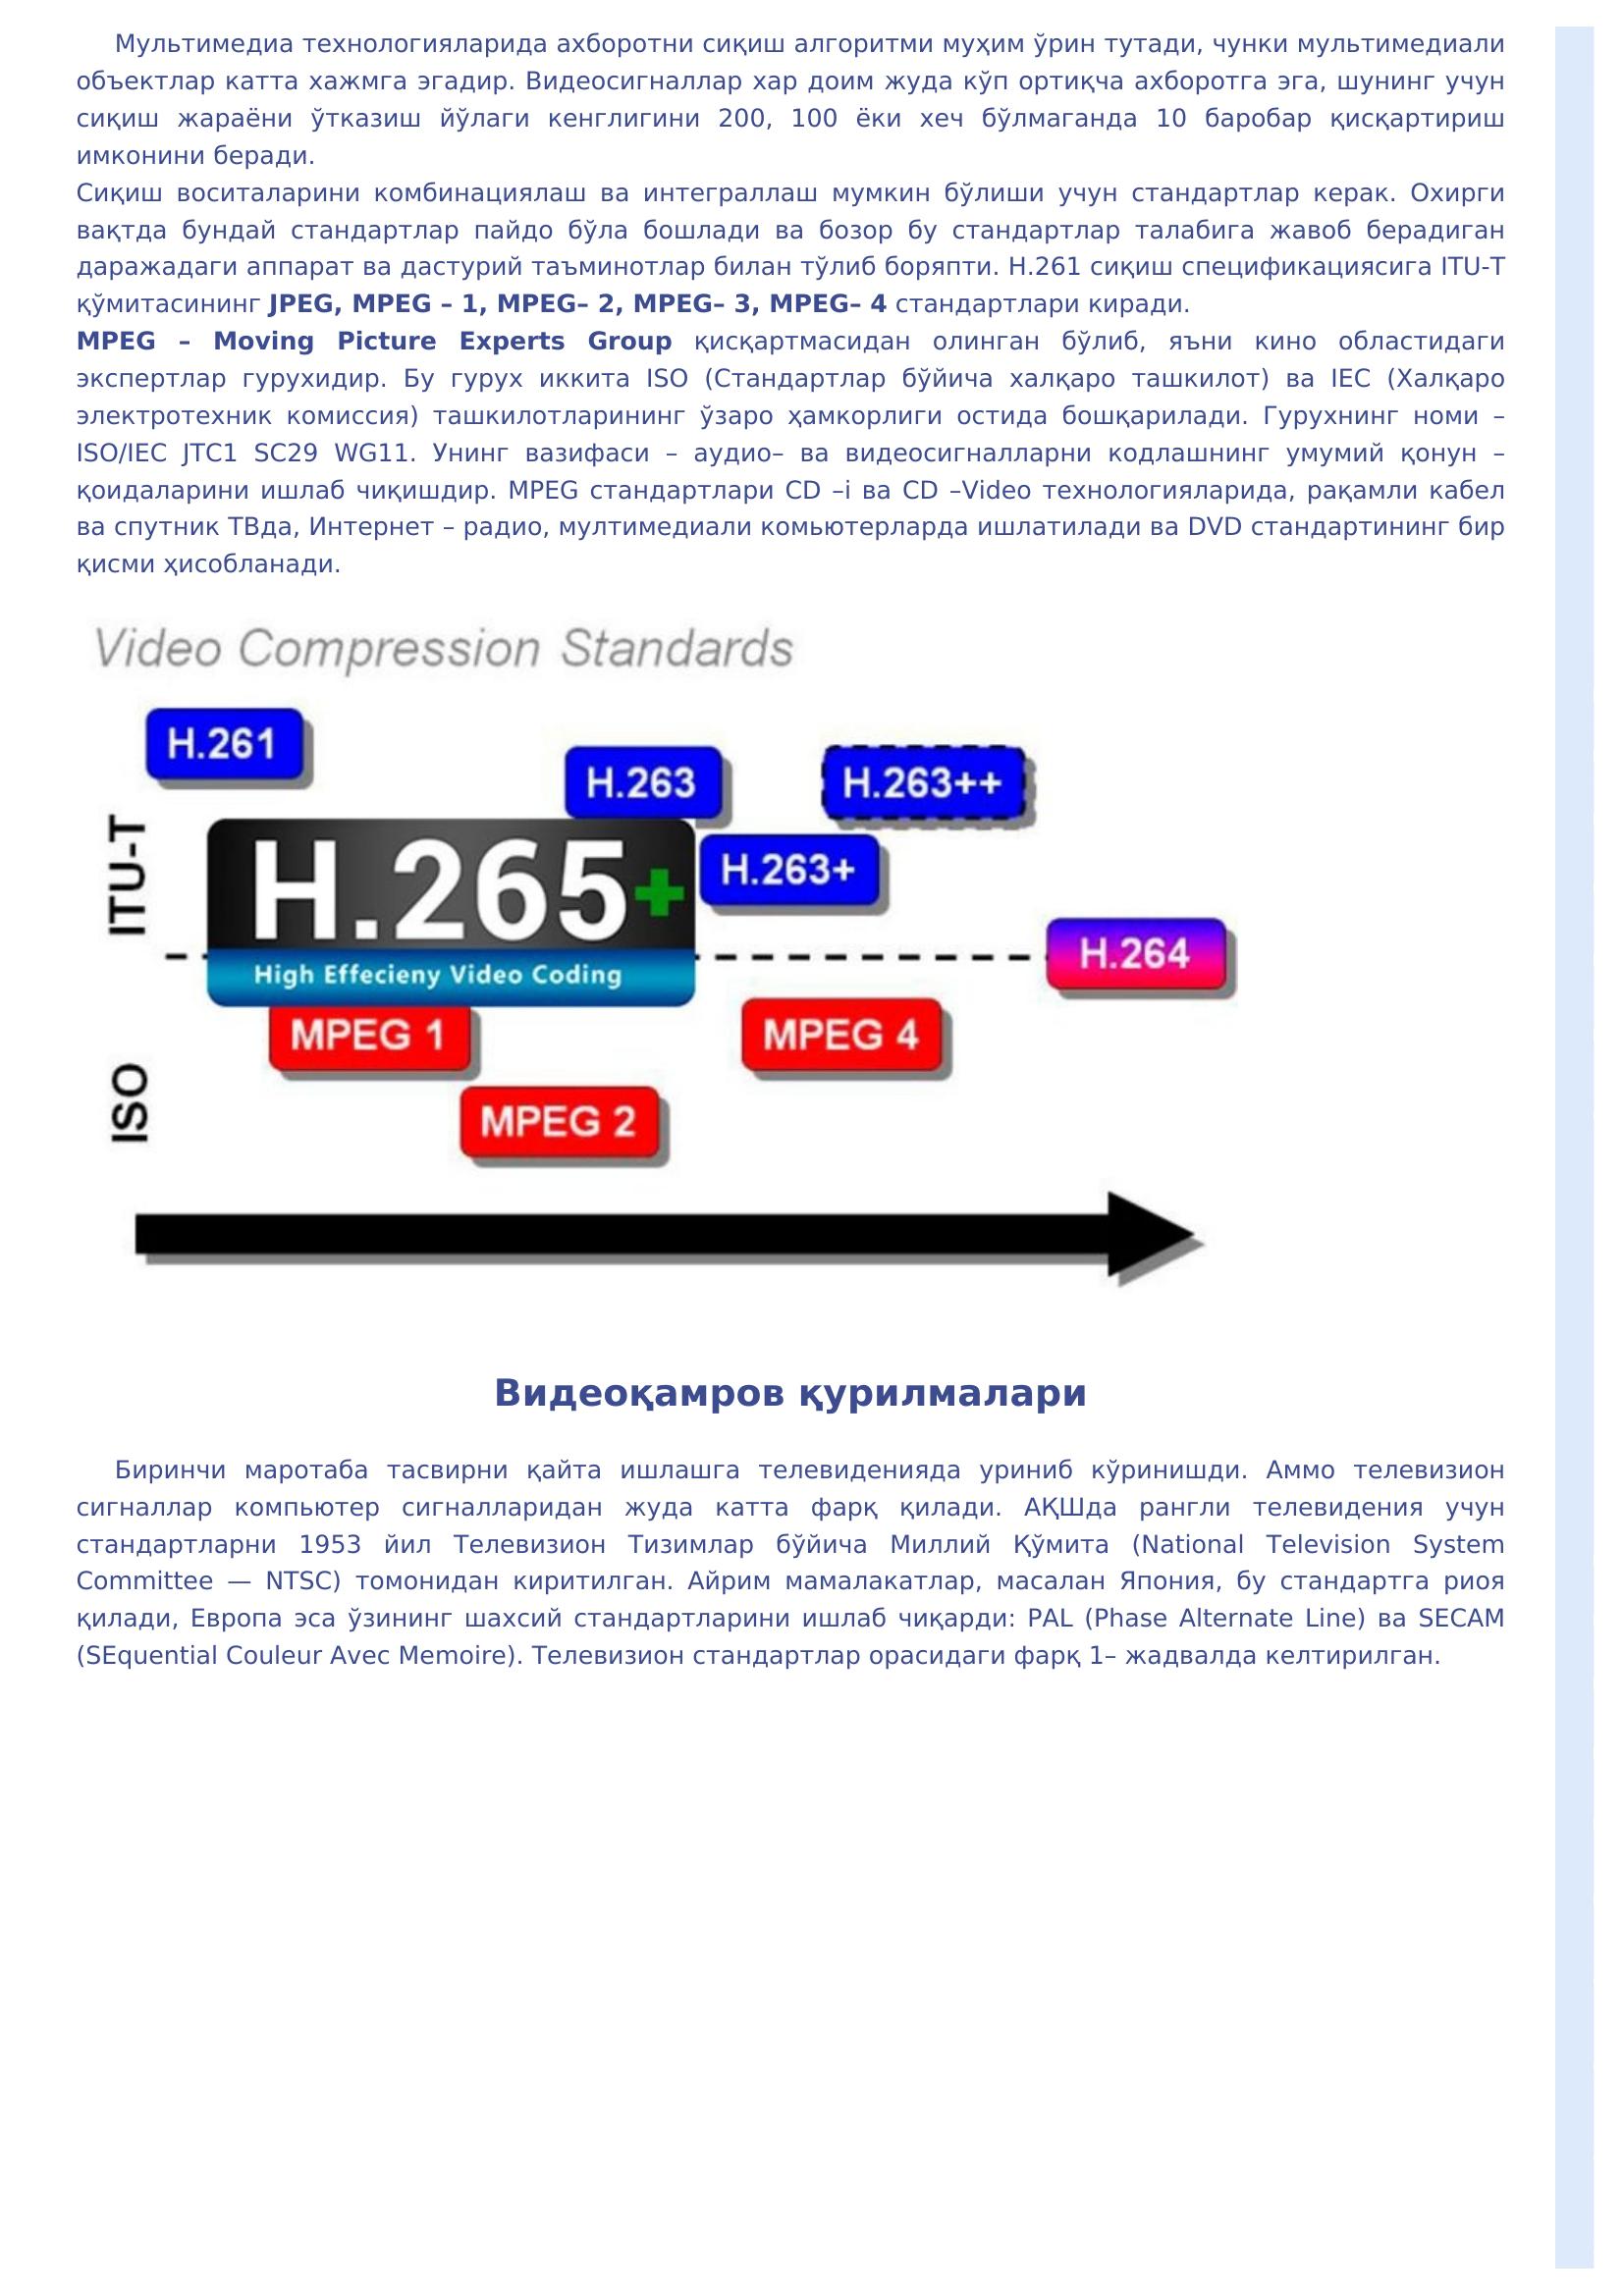 Мультимедиа технологияларида ахборотни сиқиш алгоритми муҳим ўрин тутади, чунки мультимедиали
объектлар катта хажмга эгадир. Видеосигналлар хар доим жуда кўп ортиқча ахборотга эга, шунинг учун
сиқиш жараёни ўтказиш йўлаги кенглигини 200, 100 ёки хеч бўлмаганда 10 баробар қисқартириш
имконини беради.
Сиқиш воситаларини комбинациялаш ва интеграллаш мумкин бўлиши учун стандартлар керак. Охирги
вақтда бундай стандартлар пайдо бўла бошлади ва бозор бу стандартлар талабига жавоб берадиган
даражадаги аппарат ва дастурий таъминотлар билан тўлиб боряпти. H.261 сиқиш спецификациясига ITU-T
қўмитасининг JPEG, MPEG – 1, MPEG– 2, MPEG– 3, MPEG– 4 стандартлари киради.
MPEG – Moving Picture Experts Group қисқартмасидан олинган бўлиб, яъни кино областидаги
экспертлар гурухидир. Бу гурух иккита ISO (Стандартлар бўйича халқаро ташкилот) ва IEC (Халқаро
электротехник комиссия) ташкилотларининг ўзаро ҳамкорлиги остида бошқарилади. Гурухнинг номи –
ISO/IEC JTC1 SC29 WG11. Унинг вазифаси – аудио– ва видеосигналларни кодлашнинг умумий қонун –
қоидаларини ишлаб чиқишдир. MPEG стандартлари CD –i ва CD –Video технологияларида, рақамли кабел
ва спутник ТВда, Интернет – радио, мултимедиали комьютерларда ишлатилади ва DVD стандартининг бир
қисми ҳисобланади.
Video Compression Standards
H.261
H.263
H.263++
ITU-T
H.265+
H.263+
H.264
High Effecieny Video Coding
MPEG 1
MPEG 4
ISO
MPEG 2
Видеоқамров қурилмалари
Биринчи маротаба тасвирни қайта ишлашга телевиденияда уриниб кўринишди. Аммо телевизион
сигналлар компьютер сигналларидан жуда катта фарқ қилади. АҚШда рангли телевидения учун
стандартларни 1953 йил Телевизион Тизимлар бўйича Миллий Қўмита (National Television System
Committee — NTSC) томонидан киритилган. Айрим мамалакатлар, масалан Япония, бу стандартга риоя
қилади, Европа эса ўзининг шахсий стандартларини ишлаб чиқарди: PAL (Phase Alternate Line) ва SECAM
(SEquential Couleur Avec Memoire). Телевизион стандартлар орасидаги фарқ 1– жадвалда келтирилган.